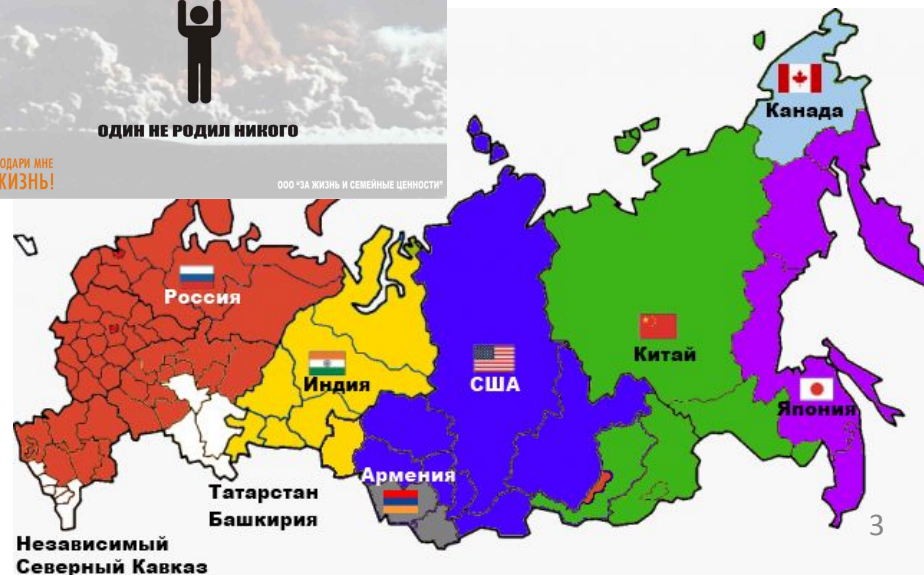 ОДИН НЕ РОДИЛ НИКОГО
ПОДАРИ МНЕ
ЖИЗНЬ!
ООО "ЗА ЖИЗНЬ И СЕМЕЙНЫЕ ЦЕННОСТИ"
Канада
Россия
Индия
США
Китай
Япония
Армения
Татарстан
Башкирия
Независимый
Северный Кавказ
3